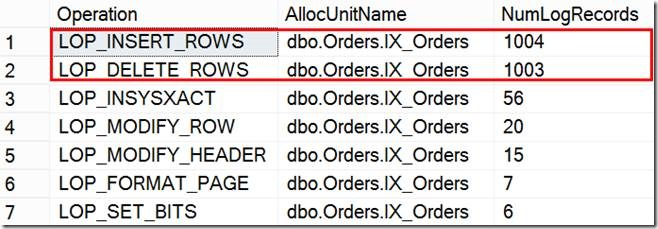 Operation AllocUnitName NumLogRecords
1 LOP_INSERT_ROWS dbo.Orders.IX_Orders 1004
2 LOP_DELETE_ROWS dbo.Orders.IX_Orders 1003
3 LOP_INSYSXACT dbo.Orders.IX_Orders 56
4 LOP_MODIFY_ROW dbo.Orders.IX_Orders 20
5 LOP_MODIFY_HEADER dbo.Orders.IX_Orders 15
6 LOP_FORMAT_PAGE dbo.Orders.IX_Orders 7
7 LOP_SET_BITS dbo.Orders.IX_Orders 6